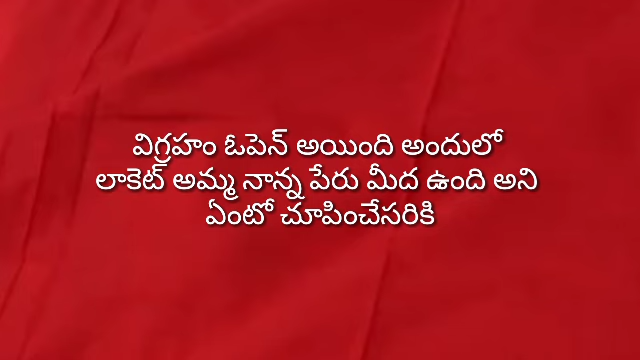 విగ్రహం ఓపెన్ అయింది అందులో
లాకెట్ అమ్మ నాన్న పేరు మీద ఉంది అని
ఏంటో చూపించేసరికి